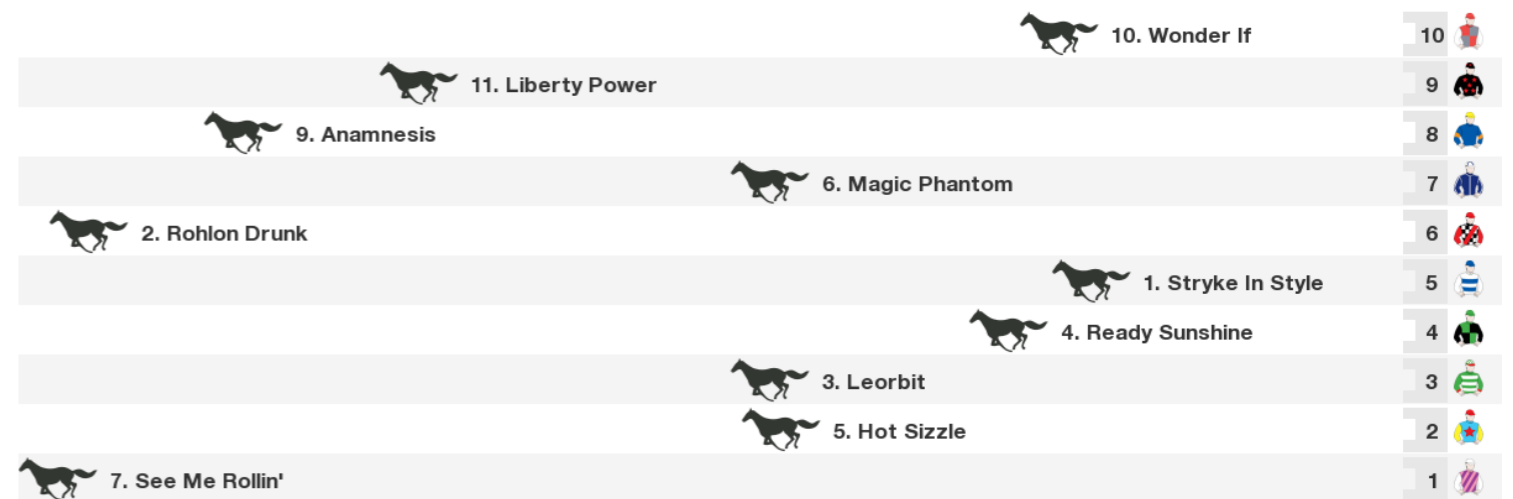 10. Wonder If 10
11. Liberty Power 9
9. Anamnesis 8
6. Magic Phantom 7
2. Rohlon Drunk 6
1. Stryke In Style 5
4. Ready Sunshine 4
3. Leorbit 3
5. Hot Sizzle 2
7. See Me Rollin' 1